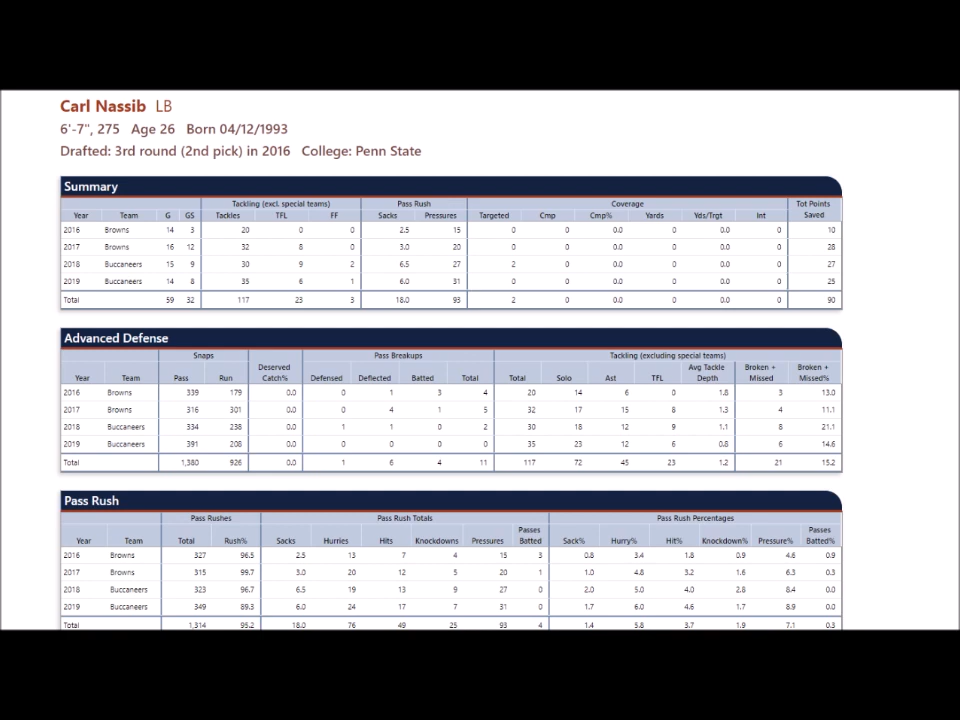 Carl Nassib LB
6'-7", 275 Age 26 Born 04/12/1993
Drafted: 3rd round (2nd pick) in 2016 College: Penn State
Summary
Tackling (excl. special teams) Pass Rush Coverage Tot Points
Year Team G GS Tackles TFL FF Sacks Pressures Targeted Cmp Cmp% Yards Yds/Trgt Int Saved
2016 Browns 14 3 20 0 0 2.5 15 0 0 0.0 0 0.0 0 10
2017 Browns 16 12 32 8 0 3.0 20 0 0 0.0 0 0.0 0 28
2018 Buccaneers 15 9 30 9 2 6.5 27 2 0 0.0 0 0.0 0 27
2019 Buccaneers 14 8 35 6 1 6.0 31 0 0 0.0 0 0.0 0 25
Total 59 32 117 23 3 18.0 93 2 0 0.0 0 0.0 0 90
Advanced Defense
Snaps Pass Breakups Tackling (excluding special teams)
Deserved Avg Tackle Broken + Broken +
Year Team Pass Run Catch% Defensed Deflected Batted Total Total Solo Ast TFL Depth Missed Missed%
2016 Browns 339 179 0.0 0 1 3 4 20 14 6 0 1.8 3 13.0
2017 Browns 316 301 0.0 0 4 1 5 32 17 15 8 1.3 4 11.1
2018 Buccaneers 334 238 0.0 1 1 0 2 30 18 12 9 1.1 8 21.1
2019 Buccaneers 391 208 0.0 0 0 0 0 35 23 12 6 0.8 6 14.6
Total 1,380 926 0.0 1 6 4 11 117 72 45 23 1.2 21 15.2
Pass Rush
Pass Rushes Pass Rush Totals Pass Rush Percentages
Passes Passes
Year Team Total Rush% Sacks Hurries Hits Knockdowns Pressures Batted Sack% Hurry% Hit% Knockdown% Pressure% Batted%
2016 Browns 327 96.5 2.5 13 7 4 15 3 0.8 3.4 1.8 0.9 4.6 0.9
2017 Browns 315 99.7 3.0 20 12 5 20 1 1.0 4.8 3.2 1.6 6.3 0.3
2018 Buccaneers 323 96.7 6.5 19 13 9 27 0 2.0 5.0 4.0 2.8 8.4 0.0
2019 Buccaneers 349 89.3 6.0 24 17 7 31 0 1.7 6.0 4.6 1.7 8.9 0.0
Total 1,314 95.2 18.0 76 49 25 93 4 1.4 5.8 3.7 1.9 7.1 0.3